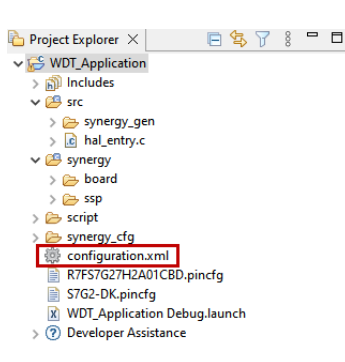 Project Explorer
WDT_Application
Includes
src
synergy_gen
hal_entry.c
synergy
board
ssp
script
synergy_cfg
configuration.xml
R7FS7G27H2A01CBD.pincfg
S7G2-DK.pincfg
WDT_Application Debug.launch
Developer Assistance